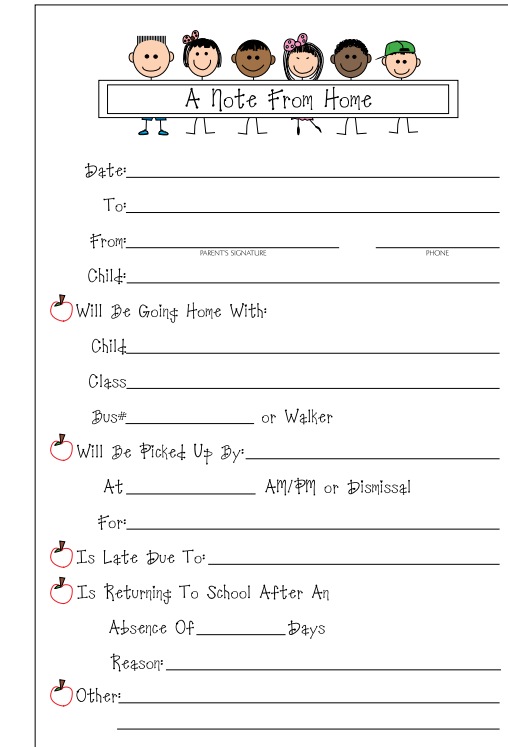 A Note From Home
Date:
To:
From:
PARENT'S SIGNATURE PHONE
Child:
Will Be Going Home With:
Child
Class
Bus# or Walker
Will Be Picked Up By:
At AM/PM or Dismissal
For:
Is Late Due To:
Is Returning To School After An
Absence Of Days
Reason:
Other: